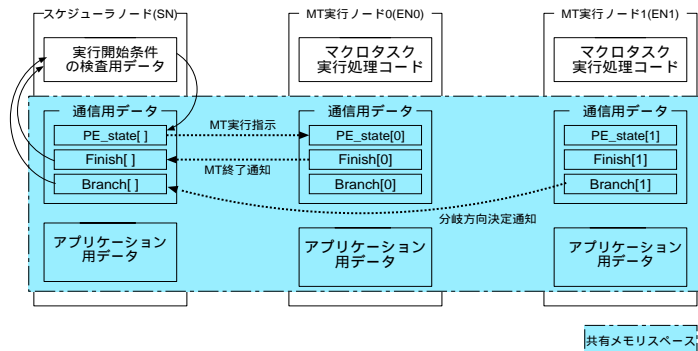 スケジューラノード(SN)
MT実行ノード0(EN0)
MT実行ノード1(EN1)
実行開始条件
の検査用データ
マクロタスク
実行処理コード
マクロタスク
実行処理コード
通信用データ
通信用データ
通信用データ
MT実行指示
PE_state[ ]
PE_state[0]
PE_state[1]
Finish[ ]
Finish[0]
Finish[1]
MT終了通知
Branch[ ]
Branch[0]
Branch[1]
分岐方向決定通知
アプリケーション
用データ
アプリケーション
用データ
アプリケーション
用データ
共有メモリスペース